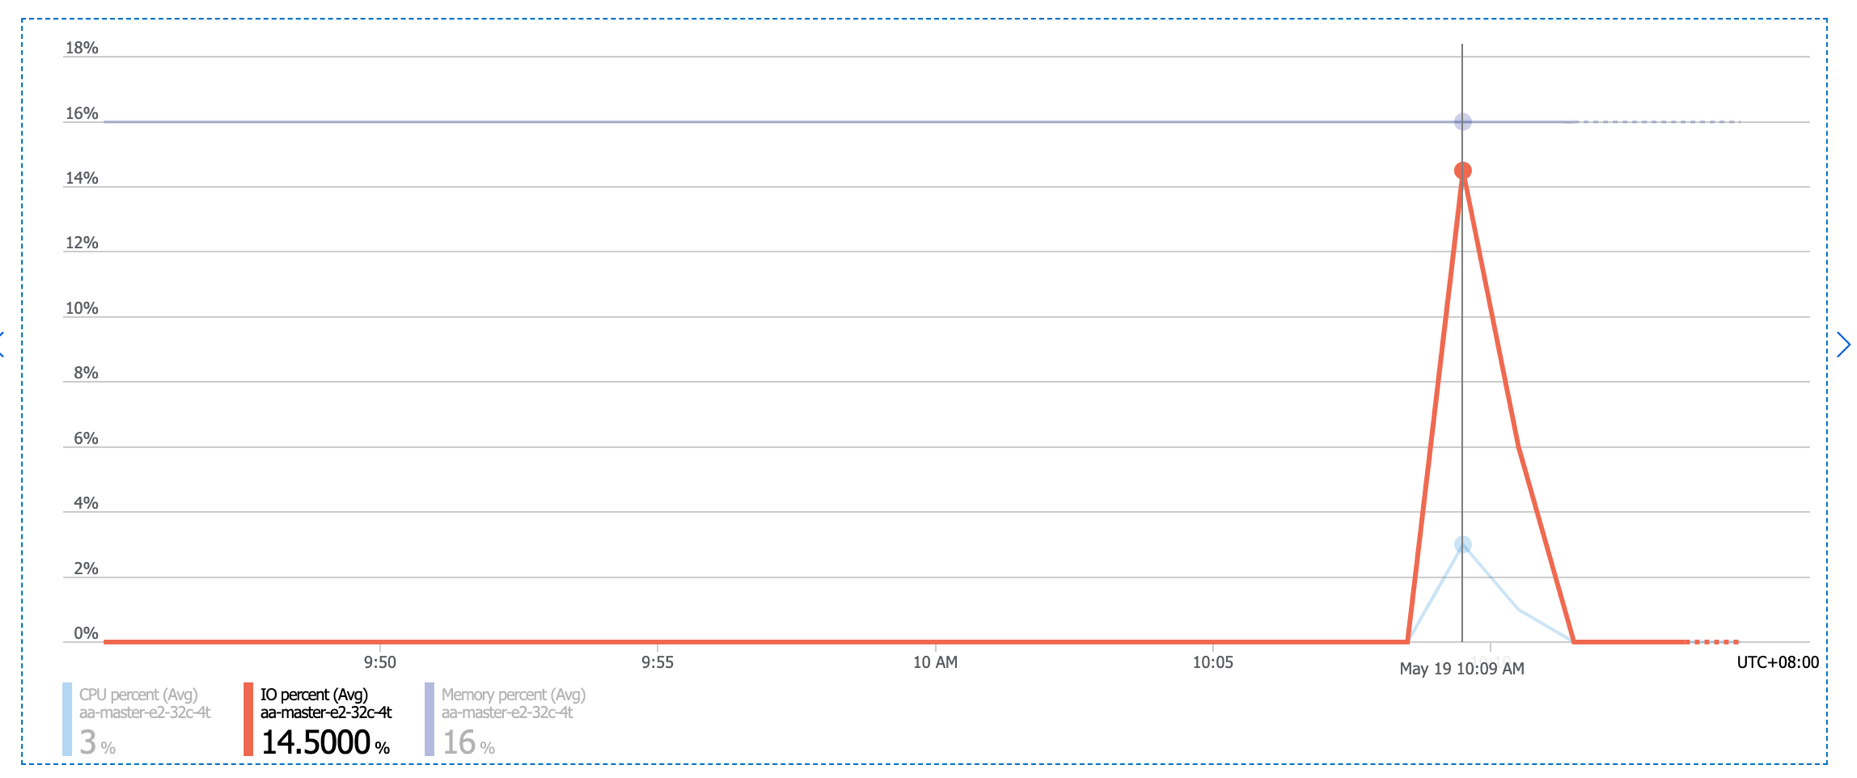 18%
16%
14%
12%
10%
8%
6%
4%
2%
0%
9:50 9:55 10 AM 10:05 May 19 10:09 AM UTC+08:00
CPU percent (Avg) IO percent (Avg) Memory percent (Avg)
aa-master-e2-32c-4t aa-master-e2-32c-4t aa-master-e2-32c-4t
3 % 14.5000 % 16 %